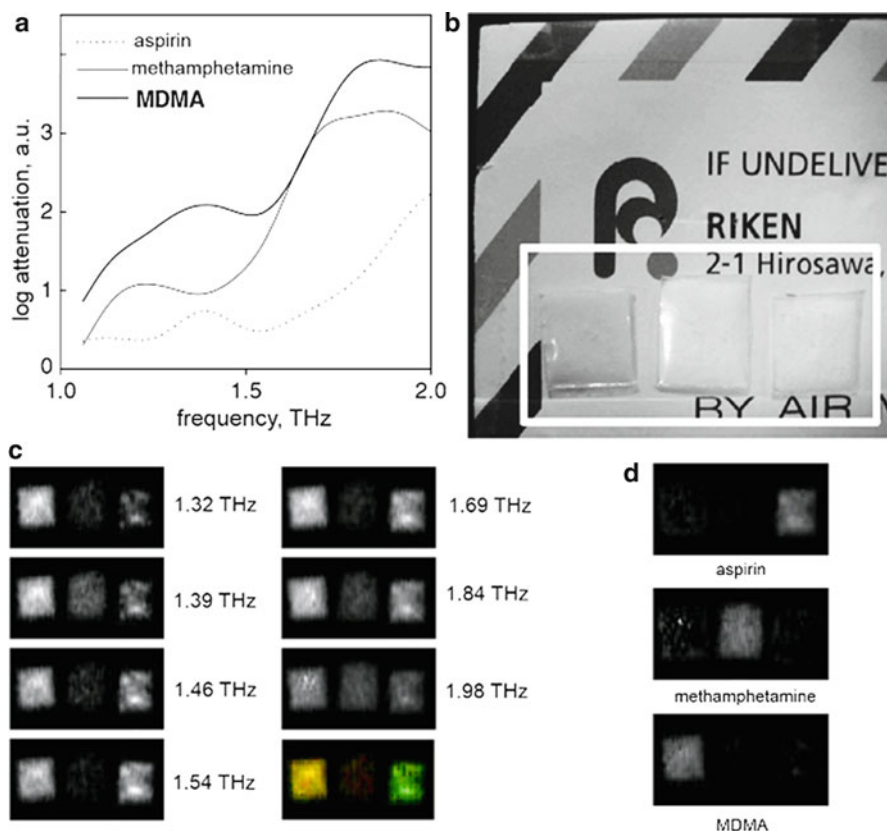 a
aspirin
methamphetamine
MDMA
log attenuation, a.u.
3
2
1
0
1.0
1.5
2.0
frequency, THz
b
IF UNDELIVE
RIKEN
2-1 Hirosawa,
BY AIR
c
1.32 THz
1.39 THz
1.46 THz
1.54 THz
1.69 THz
1.84 THz
1.98 THz
d
aspirin
methamphetamine
MDMA